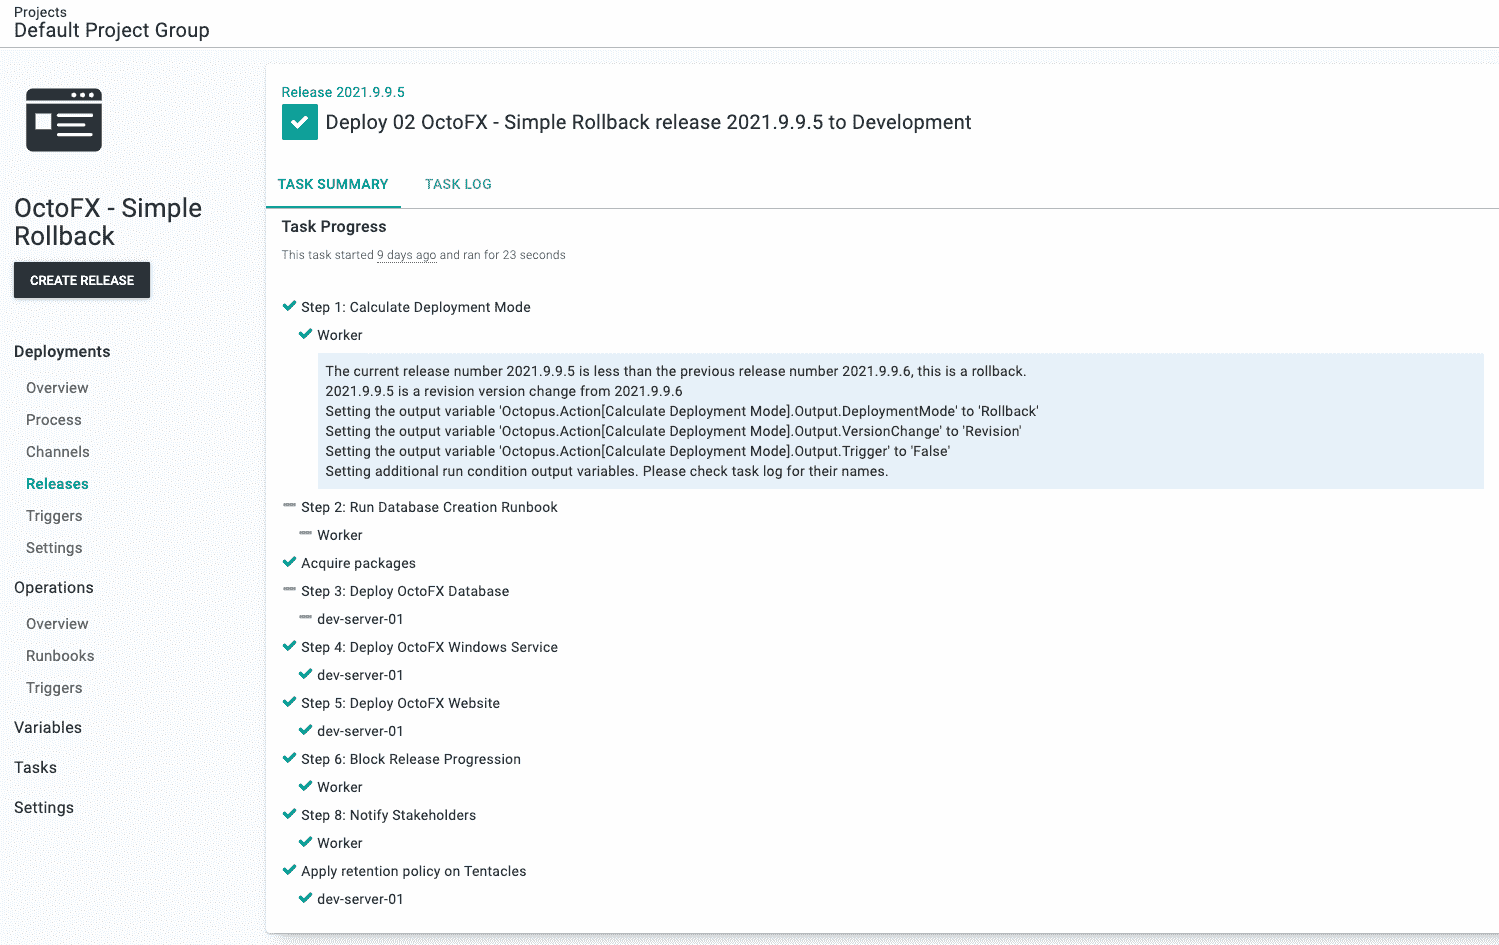 Projects
Default Project Group
OctoFX - Simple
Rollback
CREATE RELEASE
Deployments
Overview
Process
Channels
Releases
Triggers
Settings
Operations
Overview
Runbooks
Triggers
Variables
Tasks
Settings
Release 2021.9.9.5
Deploy 02 OctoFX - Simple Rollback release 2021.9.9.5 to Development
TASK SUMMARY
TASK LOG
Task Progress
This task started 9 days ago and ran for 23 seconds
Step 1: Calculate Deployment Mode
Worker
The current release number 2021.9.9.5 is less than the previous release number 2021.9.9.6, this is a rollback.
2021.9.9.5 is a revision version change from 2021.9.9.6
Setting the output variable 'Octopus.Action[Calculate Deployment Mode].Output.DeploymentMode' to 'Rollback'
Setting the output variable 'Octopus.Action[Calculate Deployment Mode].Output.VersionChange' to 'Revision'
Setting the output variable 'Octopus.Action[Calculate Deployment Mode].Output.Trigger' to 'False'
Setting additional run condition output variables. Please check task log for their names.
Step 2: Run Database Creation Runbook
Worker
Acquire packages
Step 3: Deploy OctoFX Database
dev-server-01
Step 4: Deploy OctoFX Windows Service
dev-server-01
Step 5: Deploy OctoFX Website
dev-server-01
Step 6: Block Release Progression
Worker
Step 8: Notify Stakeholders
Worker
Apply retention policy on Tentacles
dev-server-01